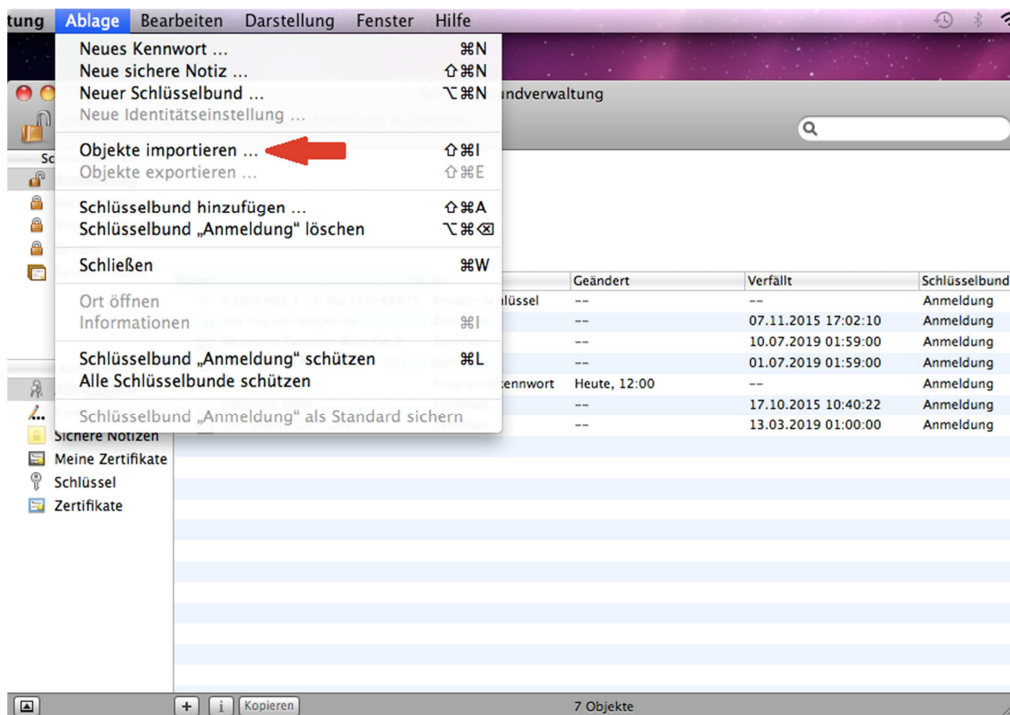 tung Ablage Bearbeiten Darstellung Fenster Hilfe
Neues Kennwort ... ⌘N
Neue sichere Notiz ... ⇧⌘N
Neuer Schlüsselbund ... ⌥⌘N
Neue Identitätseinstellung ...
Objekte importieren ... ⇧⌘I
Objekte exportieren ... ⇧⌘E
Schlüsselbund hinzufügen ... ⇧⌘A
Schlüsselbund „Anmeldung“ löschen ⌥⌘⌫
Schließen ⌘W
Ort öffnen
Informationen ⌘I
Schlüsselbund „Anmeldung“ schützen ⌘L
Alle Schlüsselbunde schützen
Schlüsselbund „Anmeldung“ als Standard sichern
undverwaltung
Sc
Geändert Verfällt Schlüsselbund
lüssel -- -- Anmeldung
-- 07.11.2015 17:02:10 Anmeldung
-- 10.07.2019 01:59:00 Anmeldung
-- 01.07.2019 01:59:00 Anmeldung
kennwort Heute, 12:00 -- Anmeldung
-- 17.10.2015 10:40:22 Anmeldung
-- 13.03.2019 01:00:00 Anmeldung
Sichere Notizen
Meine Zertifikate
Schlüssel
Zertifikate
+ i Kopieren 7 Objekte